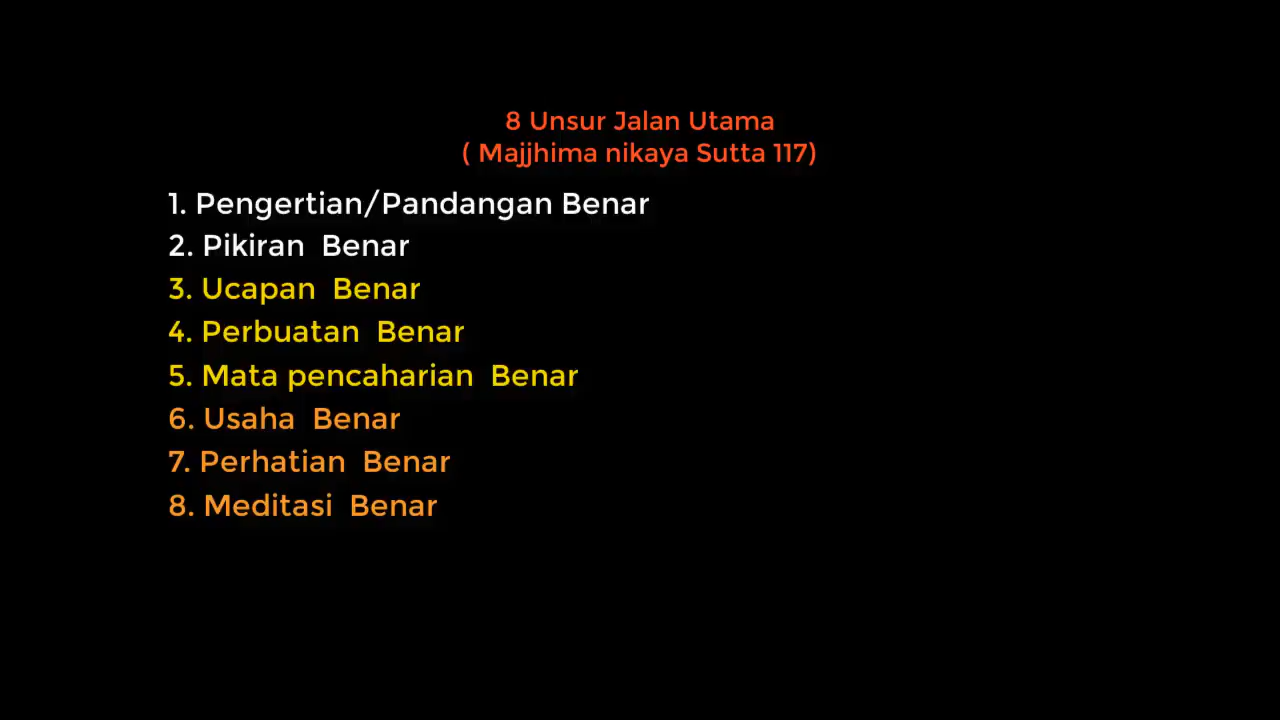 8 Unsur Jalan Utama
( Majjhima nikaya Sutta 117)
1. Pengertian/Pandangan Benar
2. Pikiran  Benar
3. Ucapan  Benar
4. Perbuatan  Benar
5. Mata pencaharian  Benar
6. Usaha  Benar
7. Perhatian  Benar
8. Meditasi  Benar